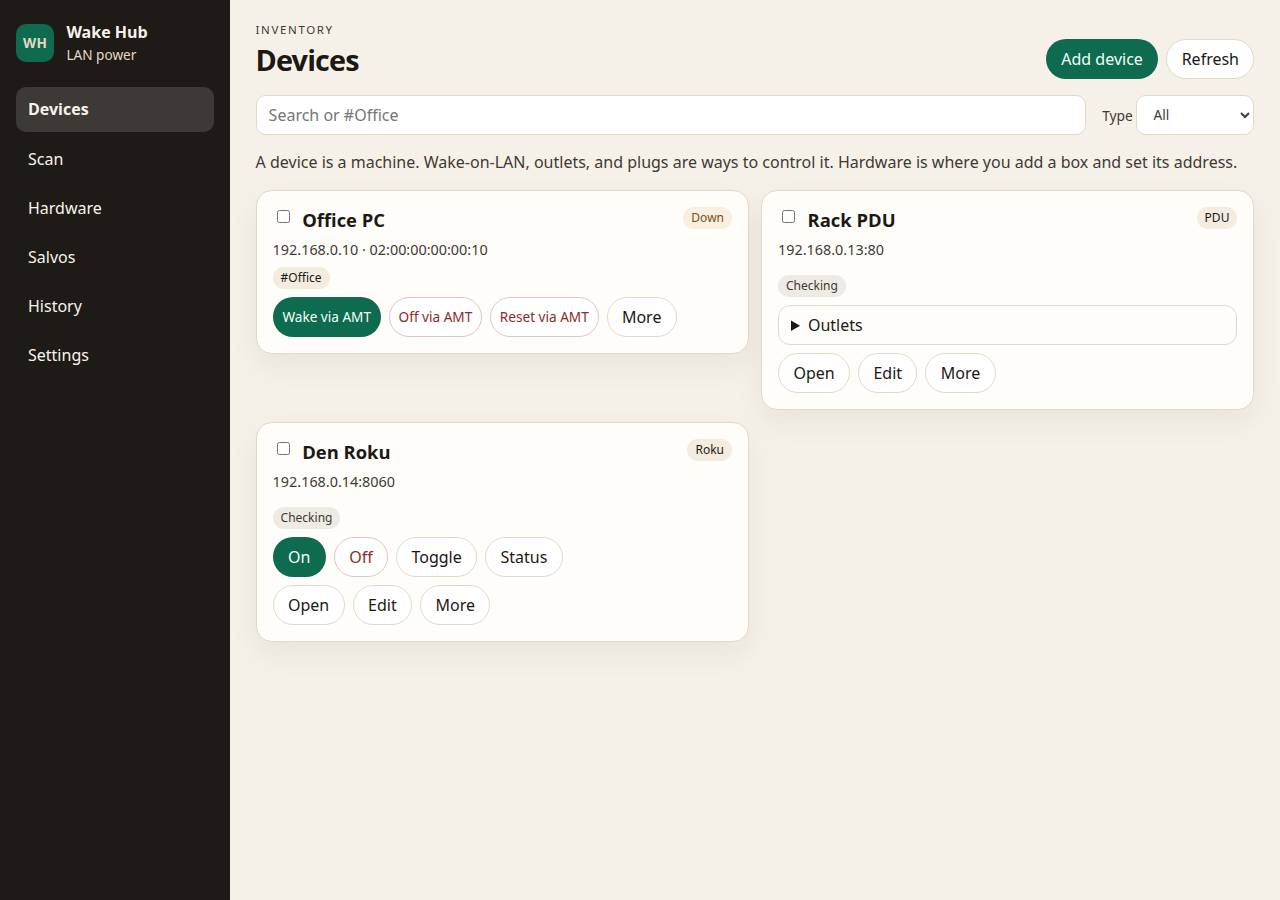 WH
Wake Hub
LAN power
Devices
Scan
Hardware
Salvos
History
Settings
INVENTORY
Devices
Add device
Refresh
Search or #Office
Type
All
A device is a machine. Wake-on-LAN, outlets, and plugs are ways to control it. Hardware is where you add a box and set its address.
Office PC
Down
192.168.0.10 · 02:00:00:00:00:10
#Office
Wake via AMT
Off via AMT
Reset via AMT
More
Rack PDU
PDU
192.168.0.13:80
Checking
Outlets
Open
Edit
More
Den Roku
Roku
192.168.0.14:8060
Checking
On
Off
Toggle
Status
Open
Edit
More